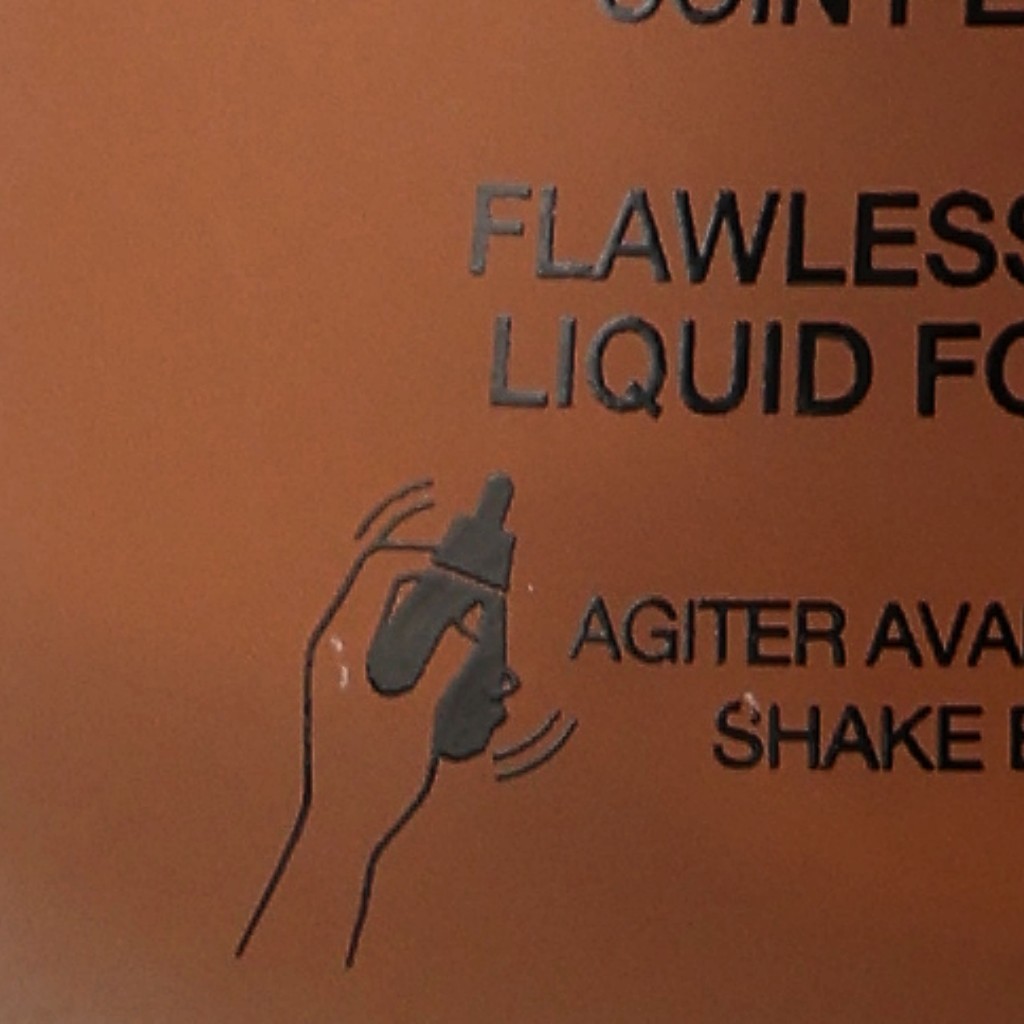 FLAWLESS
LIQUID FO
AGITER AVA
SHAKE